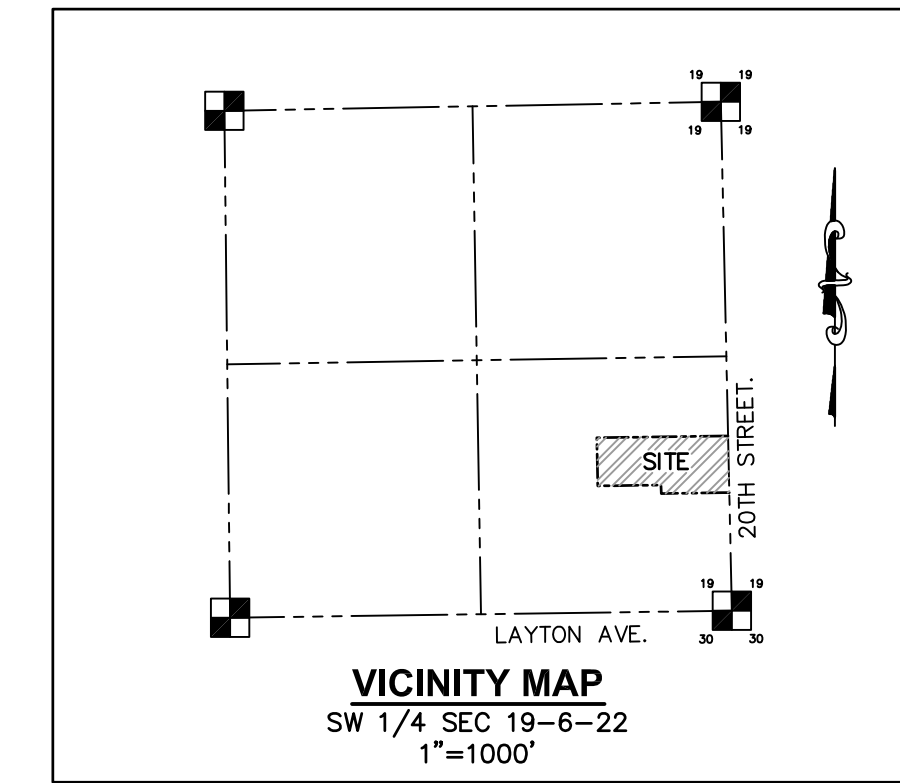 19 19
19 19
SITE
20TH STREET.
19 19
30 30
LAYTON AVE.
VICINITY MAP
SW 1/4 SEC 19-6-22
1"=1000'